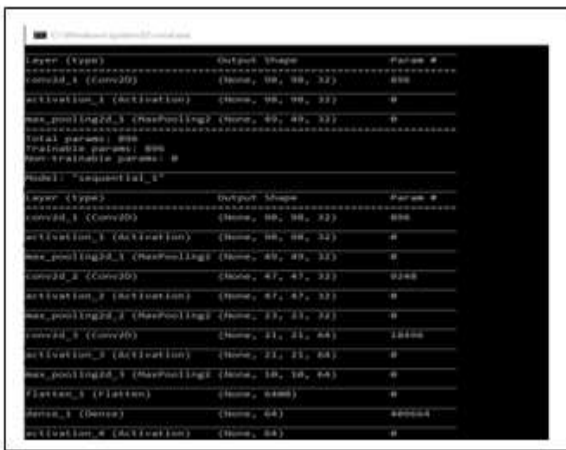 C:\Windows\system32\cmd.exe
Layer (type) Output Shape Param #
conv2d_1 (Conv2D) (None, 98, 98, 32) 896
activation_1 (Activation) (None, 98, 98, 32) 0
max_pooling2d_1 (MaxPooling2 (None, 49, 49, 32) 0
Total params: 896
Trainable params: 896
Non-trainable params: 0
Model: "sequential_1"
Layer (type) Output Shape Param #
conv2d_1 (Conv2D) (None, 98, 98, 32) 896
activation_1 (Activation) (None, 98, 98, 32) 0
max_pooling2d_1 (MaxPooling2 (None, 49, 49, 32) 0
conv2d_2 (Conv2D) (None, 47, 47, 32) 9248
activation_2 (Activation) (None, 47, 47, 32) 0
max_pooling2d_2 (MaxPooling2 (None, 23, 23, 32) 0
conv2d_3 (Conv2D) (None, 21, 21, 64) 18496
activation_3 (Activation) (None, 21, 21, 64) 0
max_pooling2d_3 (MaxPooling2 (None, 10, 10, 64) 0
flatten_1 (Flatten) (None, 6400) 0
dense_1 (Dense) (None, 64) 409664
activation_4 (Activation) (None, 64) 0